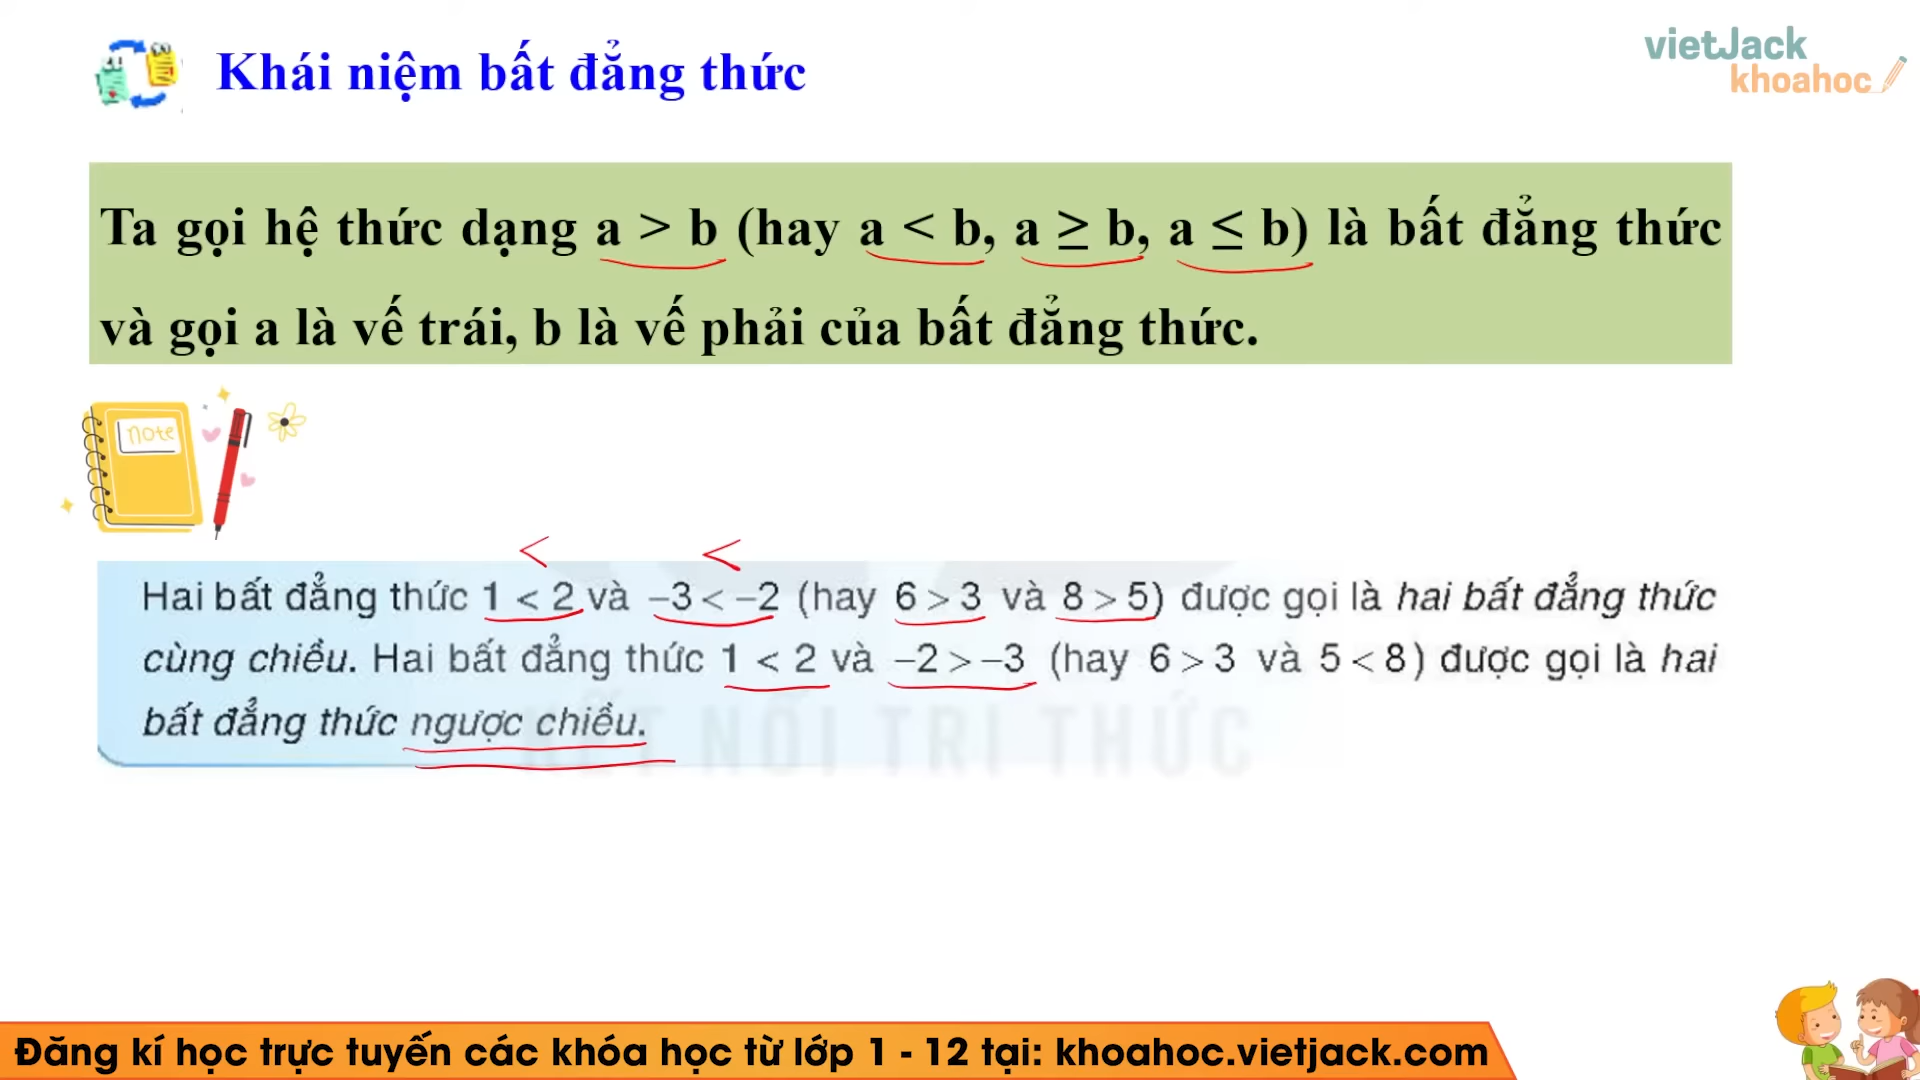 Khái niệm bất đẳng thức
vietJack
khoahoc
Ta gọi hệ thức dạng a > b (hay a < b, a ≥ b, a ≤ b) là bất đẳng thức
và gọi a là vế trái, b là vế phải của bất đẳng thức.
note
< <
Hai bất đẳng thức 1 < 2 và −3 < −2 (hay 6 > 3 và 8 > 5) được gọi là hai bất đẳng thức
cùng chiều. Hai bất đẳng thức 1 < 2 và −2 > −3 (hay 6 > 3 và 5 < 8) được gọi là hai
bất đẳng thức ngược chiều.
KẾT NỐI TRI THỨC
Đăng kí học trực tuyến các khóa học từ lớp 1 - 12 tại: khoahoc.vietjack.com